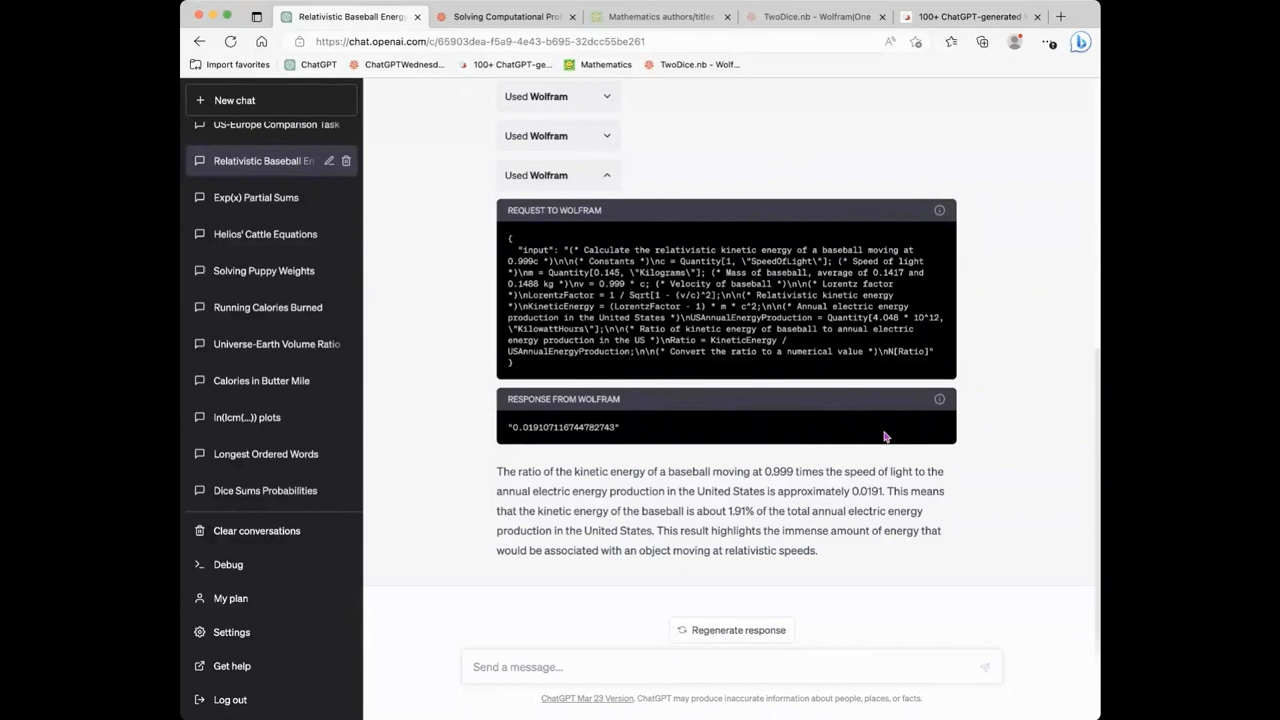 Relativistic Baseball Energy
Solving Computational Pro
Mathematics authors/titles
TwoDice.nb - Wolfram|One
100+ ChatGPT-generated
https://chat.openai.com/c/65903dea-f5a9-4e43-b695-32dcc55be261
Import favorites
ChatGPT
ChatGPTWednesd...
100+ ChatGPT-ge...
Mathematics
TwoDice.nb - Wolf...
New chat
US-Europe Comparison Task
Relativistic Baseball En
Exp(x) Partial Sums
Helios' Cattle Equations
Solving Puppy Weights
Running Calories Burned
Universe-Earth Volume Ratio
Calories in Butter Mile
ln(lcm(...)) plots
Longest Ordered Words
Dice Sums Probabilities
Clear conversations
Debug
My plan
Settings
Get help
Log out
Used Wolfram
Used Wolfram
Used Wolfram
REQUEST TO WOLFRAM
{
"input": "(* Calculate the relativistic kinetic energy of a baseball moving at
0.999c *)\n\n(* Constants *)\nc = Quantity[1, \"SpeedOfLight\"]; (* Speed of light
*)\nm = Quantity[0.145, \"Kilograms\"]; (* Mass of baseball, average of 0.1417 and
0.1488 kg *)\nv = 0.999 * c; (* Velocity of baseball *)\n\n(* Lorentz factor
*)\nLorentzFactor = 1 / Sqrt[1 - (v/c)^2];\n\n(* Relativistic kinetic energy
*)\nKineticEnergy = (LorentzFactor - 1) * m * c^2;\n\n(* Annual electric energy
production in the United States *)\nUSAnnualEnergyProduction = Quantity[4.048 * 10^12,
\"KilowattHours\"];\n\n(* Ratio of kinetic energy of baseball to annual electric
energy production in the US *)\nRatio = KineticEnergy /
USAnnualEnergyProduction;\n\n(* Convert the ratio to a numerical value *)\nN[Ratio]"
}
RESPONSE FROM WOLFRAM
"0.019107116744782743"
The ratio of the kinetic energy of a baseball moving at 0.999 times the speed of light to the
annual electric energy production in the United States is approximately 0.0191. This means
that the kinetic energy of the baseball is about 1.91% of the total annual electric energy
production in the United States. This result highlights the immense amount of energy that
would be associated with an object moving at relativistic speeds.
Regenerate response
Send a message...
ChatGPT Mar 23 Version. ChatGPT may produce inaccurate information about people, places, or facts.